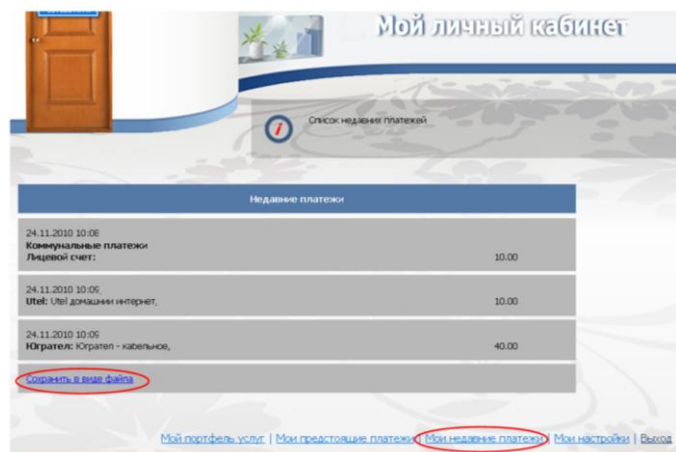 Мой личный кабинет
Список недавних платежей
Недавние платежи
24.11.2010 10:08
Коммунальные платежи
Лицевой счет:
10.00
24.11.2010 10:09
Utel: Utel домашнии интернет,
10.00
24.11.2010 10:09
Югрател: Югрател - кабельное,
40.00
Сохранить в виде файла
Мой портфель услуг | Мои предстоящие платежи | Мои недавние платежи | Мои настройки | Выход